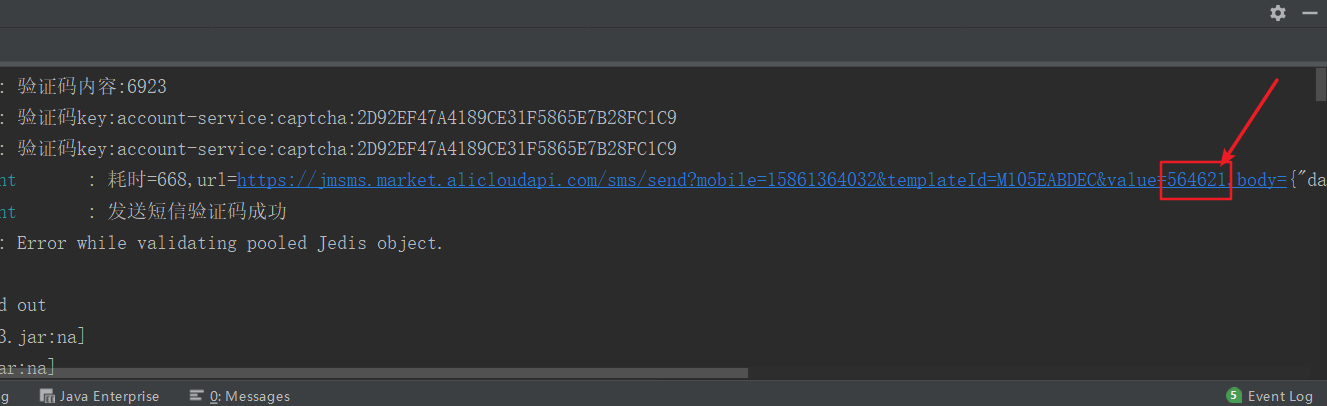 : 验证码内容:6923
: 验证码key:account-service:captcha:2D92EF47A4189CE31F5865E7B28FC1C9
: 验证码key:account-service:captcha:2D92EF47A4189CE31F5865E7B28FC1C9
nt : 耗时=668,url=https://jmsms.market.alicloudapi.com/sms/send?mobile=15861364032&templateId=M105EABDEC&value=564621,body={"da
nt : 发送短信验证码成功
: Error while validating pooled Jedis object.
d out
3.jar:na]
ar:na]
g Java Enterprise 0: Messages 5 Event Log